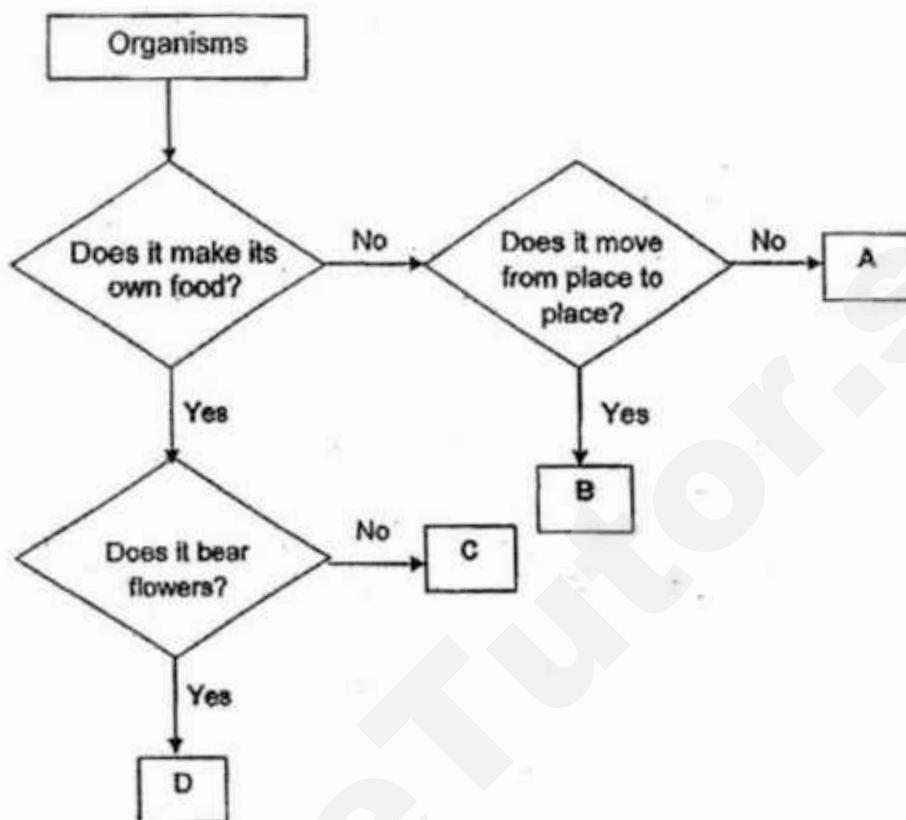 Organisms
Does it make its
own food?
No
Does it move
from place to
place?
No
A
Yes
Yes
B
Does it bear
flowers?
No
C
Yes
D
eTutor.s